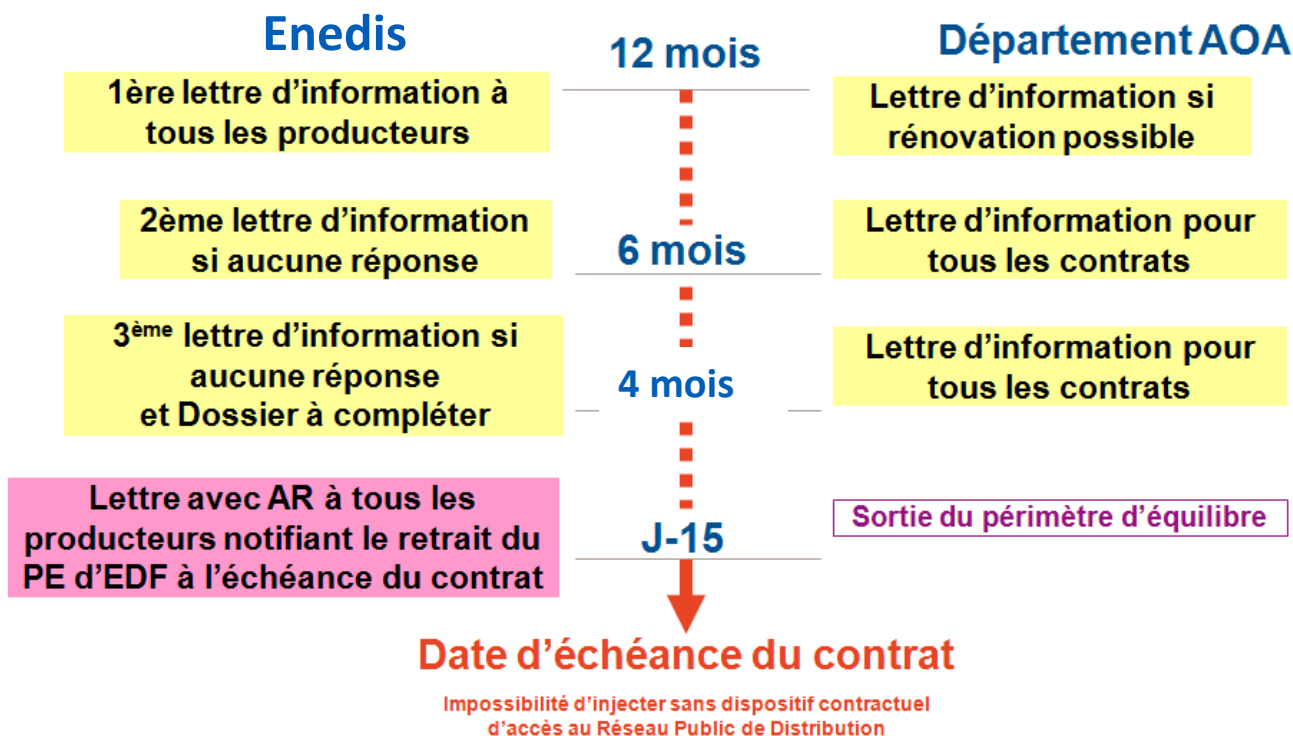 Enedis
12 mois
Département AOA
1ère lettre d'information à
tous les producteurs
Lettre d'information si
rénovation possible
2ème lettre d'information
si aucune réponse
6 mois
Lettre d'information pour
tous les contrats
3ème lettre d'information si
aucune réponse
et Dossier à compléter
4 mois
Lettre d'information pour
tous les contrats
Lettre avec AR à tous les
producteurs notifiant le retrait du
PE d'EDF à l'échéance du contrat
J-15
Sortie du périmètre d'équilibre
Date d'échéance du contrat
Impossibilité d'injecter sans dispositif contractuel
d'accès au Réseau Public de Distribution